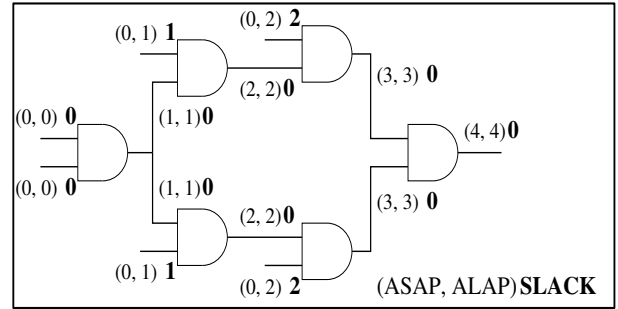 (0, 2) 2
(0, 1) 1
(3, 3) 0
(2, 2)0
(0, 0) 0
(1, 1)0
(4, 4)0
(0, 0) 0
(1, 1)0
(3, 3) 0
(2, 2)0
(0, 1) 1
(0, 2) 2
(ASAP, ALAP)SLACK